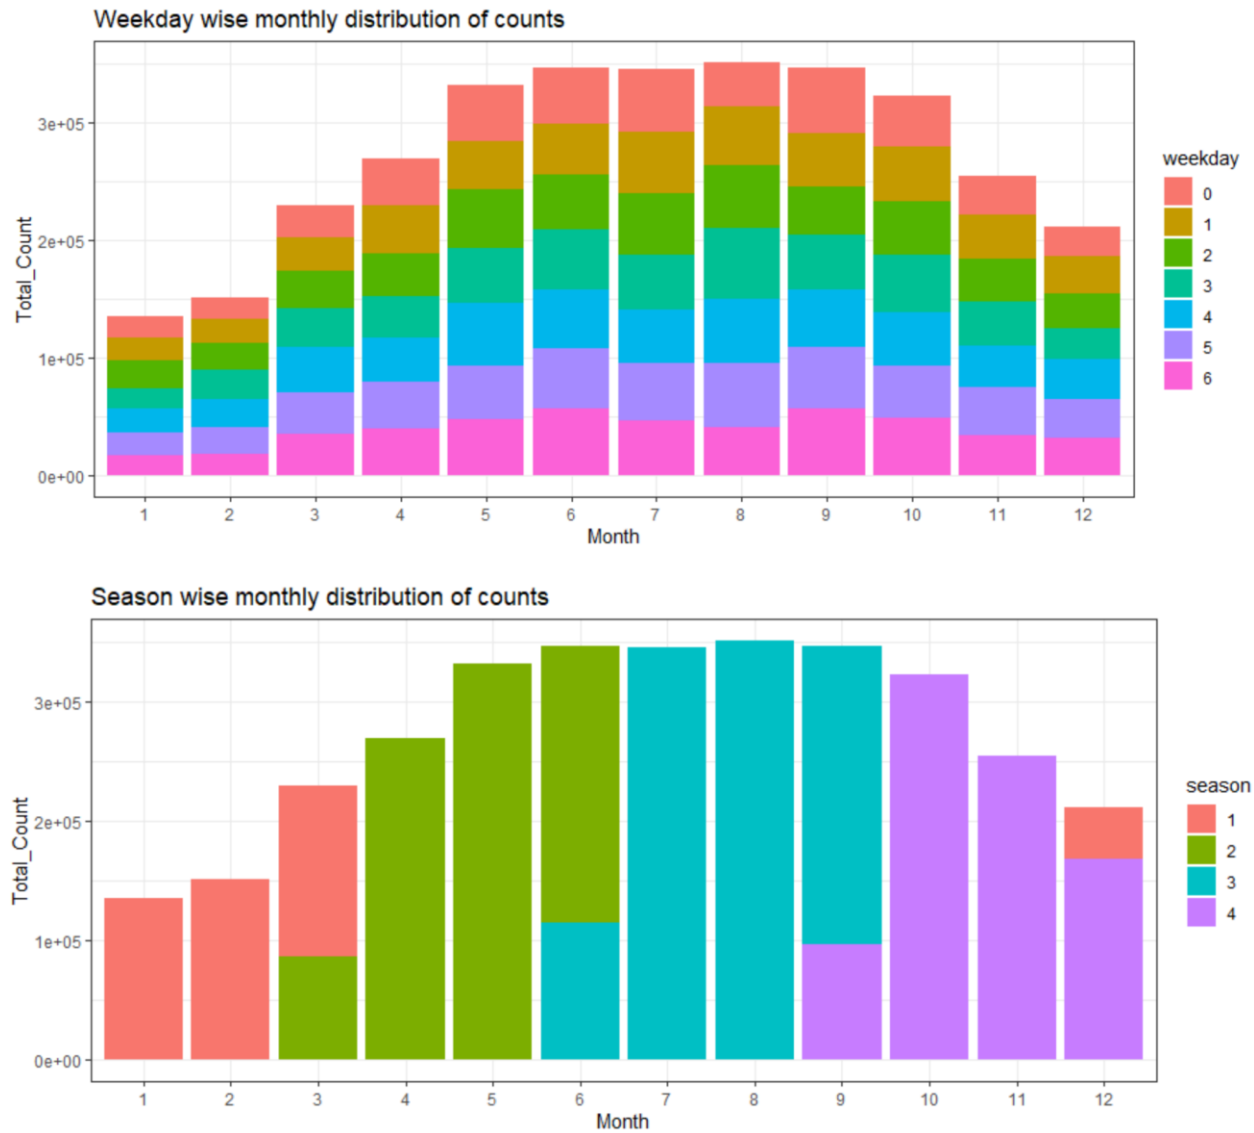 Weekday wise monthly distribution of counts
Total_Count
3e+05
2e+05
1e+05
0e+00
1 2 3 4 5 6 7 8 9 10 11 12
Month
weekday
0
1
2
3
4
5
6
Season wise monthly distribution of counts
Total_Count
3e+05
2e+05
1e+05
0e+00
1 2 3 4 5 6 7 8 9 10 11 12
Month
season
1
2
3
4